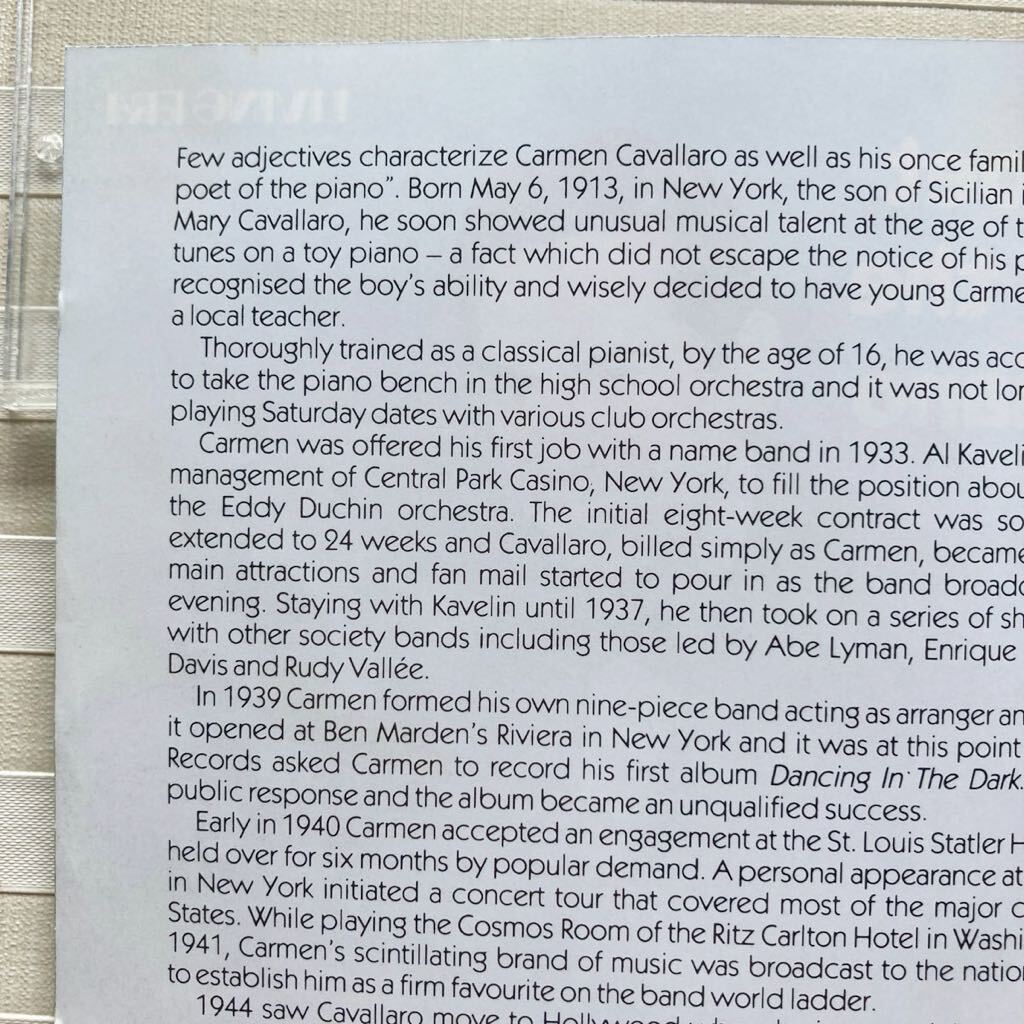 Few adjectives characterize Carmen Cavallaro as well as his once
poet of the piano". Born May 6, 1913, in New York, the son of Sicilian
Mary Cavallaro, he soon showed unusual musical talent at the age of
tunes on a toy piano – a fact which did not escape the notice of his
recognised the boy's ability and wisely decided to have young
a local teacher.
Thoroughly trained as a classical pianist, by the age of 16, he was
to take the piano bench in the high school orchestra and it was not
playing Saturday dates with various club orchestras.
Carmen was offered his first job with a name band in 1933. Al
management of Central Park Casino, New York, to fill the position
the Eddy Duchin orchestra. The initial eight-week contract was
extended to 24 weeks and Cavallaro, billed simply as Carmen, became
main attractions and fan mail started to pour in as the band
evening. Staying with Kavelin until 1937, he then took on a series of
with other society bands including those led by Abe Lyman, Enrique
Davis and Rudy Vallée.
In 1939 Carmen formed his own nine-piece band acting as arranger
it opened at Ben Marden's Riviera in New York and it was at this point
Records asked Carmen to record his first album Dancing In The Dark.
public response and the album became an unqualified success.
Early in 1940 Carmen accepted an engagement at the St. Louis Statler
held over for six months by popular demand. A personal appearance at
in New York initiated a concert tour that covered most of the major
States. While playing the Cosmos Room of the Ritz Carlton Hotel in
1941, Carmen's scintillating brand of music was broadcast to the
to establish him as a firm favourite on the band world ladder.
1944 saw Cavallaro move to Hollywood